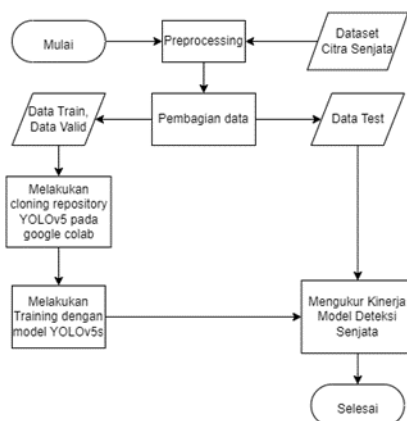 Mulai
Preprocessing
Dataset
Citra Senjata
Data Train,
Data Valid
Pembagian data
Data Test
Melakukan
cloning repository
YOLOv5 pada
google colab
Melakukan
Training dengan
model YOLOv5s
Mengukur Kinerja
Model Deteksi
Senjata
Selesai